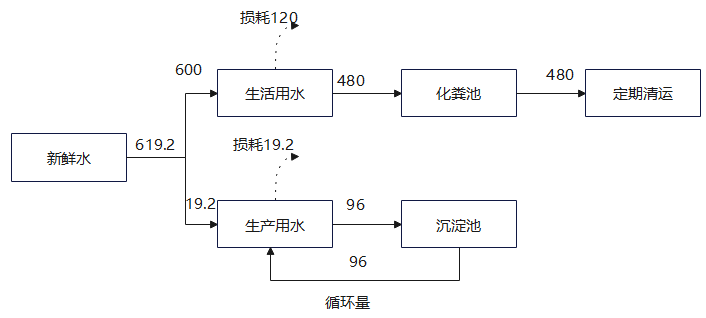 损耗120
600
生活用水
480
化粪池
480
定期清运
新鲜水
619.2
损耗19.2
19.2
生产用水
96
沉淀池
96
循环量